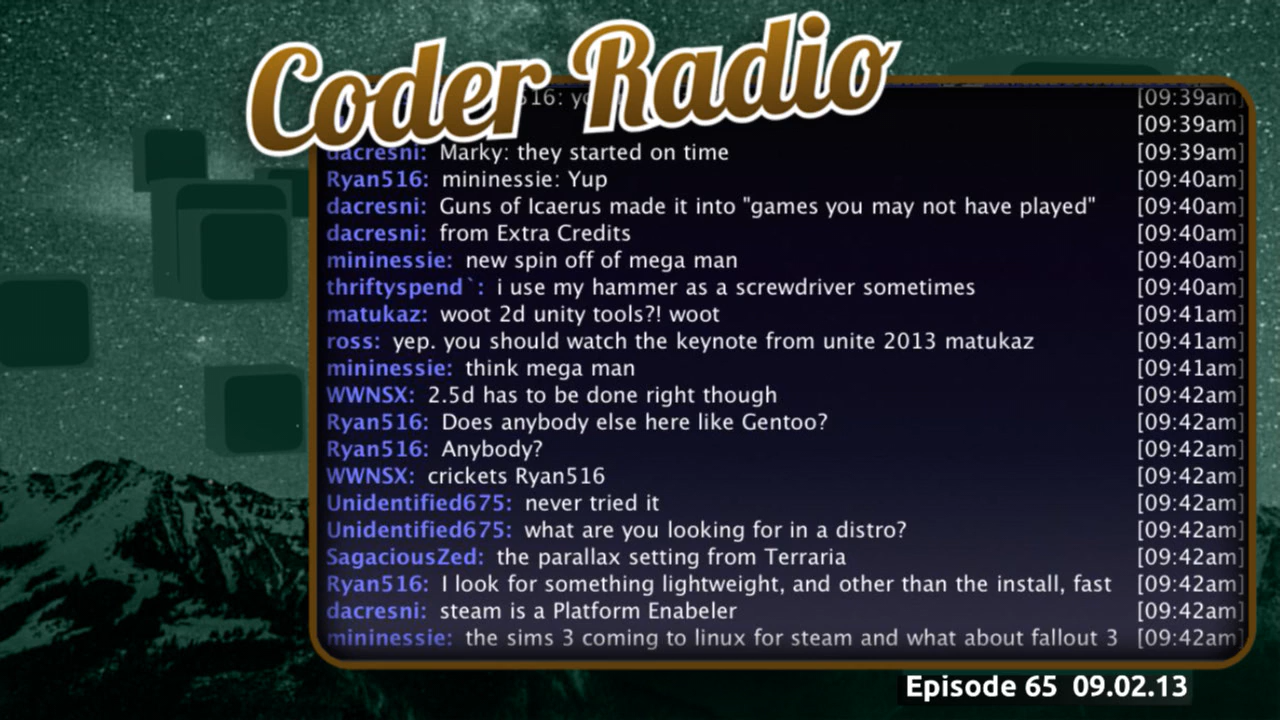 Coder Radio
16: yo [09:39am]
[09:39am]
dacresni: Marky: they started on time [09:39am]
Ryan516: mininessie: Yup [09:40am]
dacresni: Guns of Icaerus made it into "games you may not have played" [09:40am]
dacresni: from Extra Credits [09:40am]
mininessie: new spin off of mega man [09:40am]
thriftyspend`: i use my hammer as a screwdriver sometimes [09:40am]
matukaz: woot 2d unity tools?! woot [09:41am]
ross: yep. you should watch the keynote from unite 2013 matukaz [09:41am]
mininessie: think mega man [09:41am]
WWNSX: 2.5d has to be done right though [09:42am]
Ryan516: Does anybody else here like Gentoo? [09:42am]
Ryan516: Anybody? [09:42am]
WWNSX: crickets Ryan516 [09:42am]
Unidentified675: never tried it [09:42am]
Unidentified675: what are you looking for in a distro? [09:42am]
SagaciousZed: the parallax setting from Terraria [09:42am]
Ryan516: I look for something lightweight, and other than the install, fast [09:42am]
dacresni: steam is a Platform Enabeler [09:42am]
mininessie: the sims 3 coming to linux for steam and what about fallout 3 [09:42am]
Episode 65 09.02.13